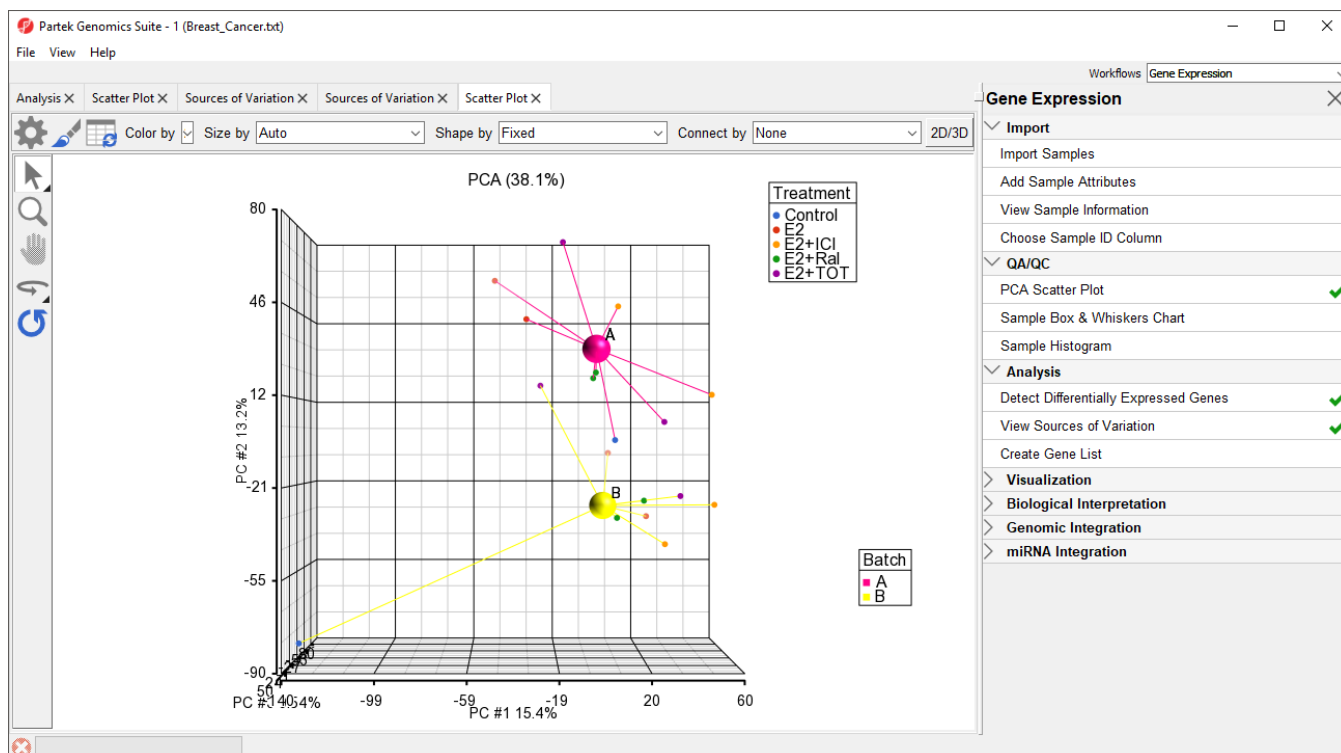 Partek Genomics Suite - 1 (Breast_Cancer.txt)
File View Help
Workflows Gene Expression
Analysis Scatter Plot Sources of Variation Sources of Variation Scatter Plot
Color by Size by Auto Shape by Fixed Connect by None 2D/3D
PCA (38.1%)
Treatment
Control
E2
E2+ICI
E2+Ral
E2+TOT
80
46
12
-21
-55
-90
PC #2 13.2%
A
B
Batch
A
B
-99 -59 -19 20 60
PC #1 15.4%
Gene Expression
Import
Import Samples
Add Sample Attributes
View Sample Information
Choose Sample ID Column
QA/QC
PCA Scatter Plot
Sample Box & Whiskers Chart
Sample Histogram
Analysis
Detect Differentially Expressed Genes
View Sources of Variation
Create Gene List
Visualization
Biological Interpretation
Genomic Integration
miRNA Integration